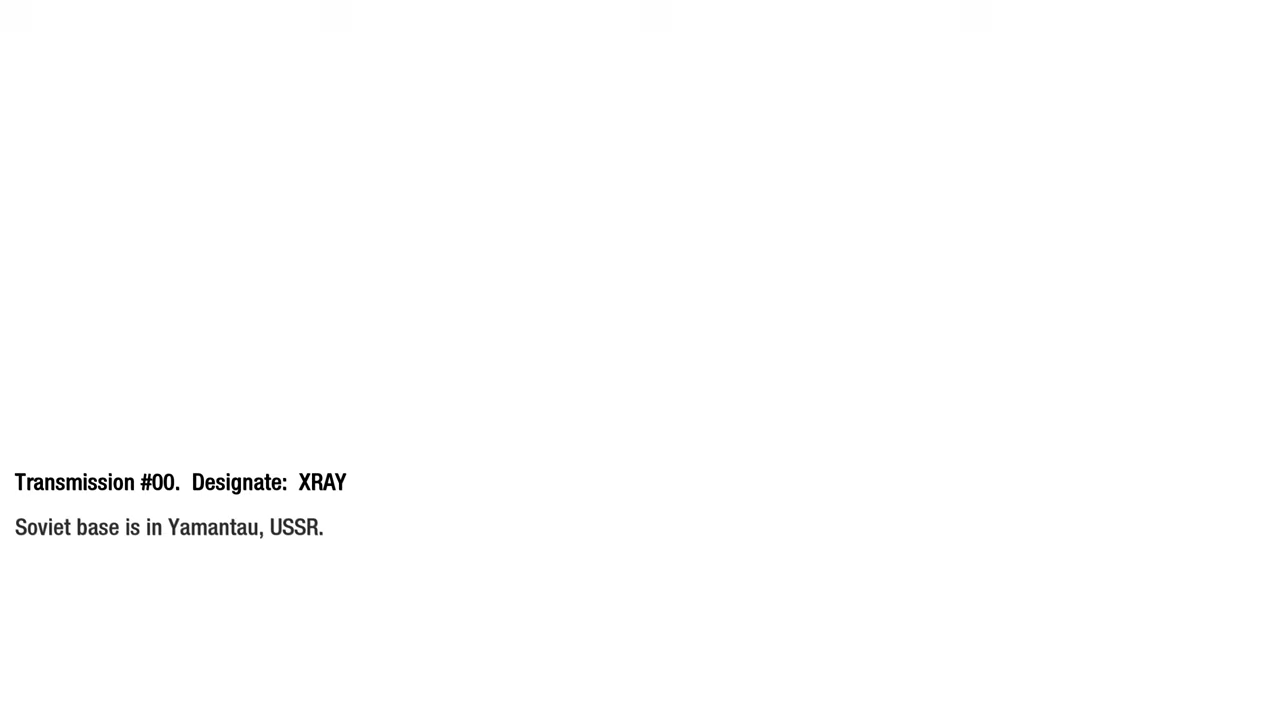 Transmission #00.  Designate:  XRAY
Soviet base is in Yamantau, USSR.